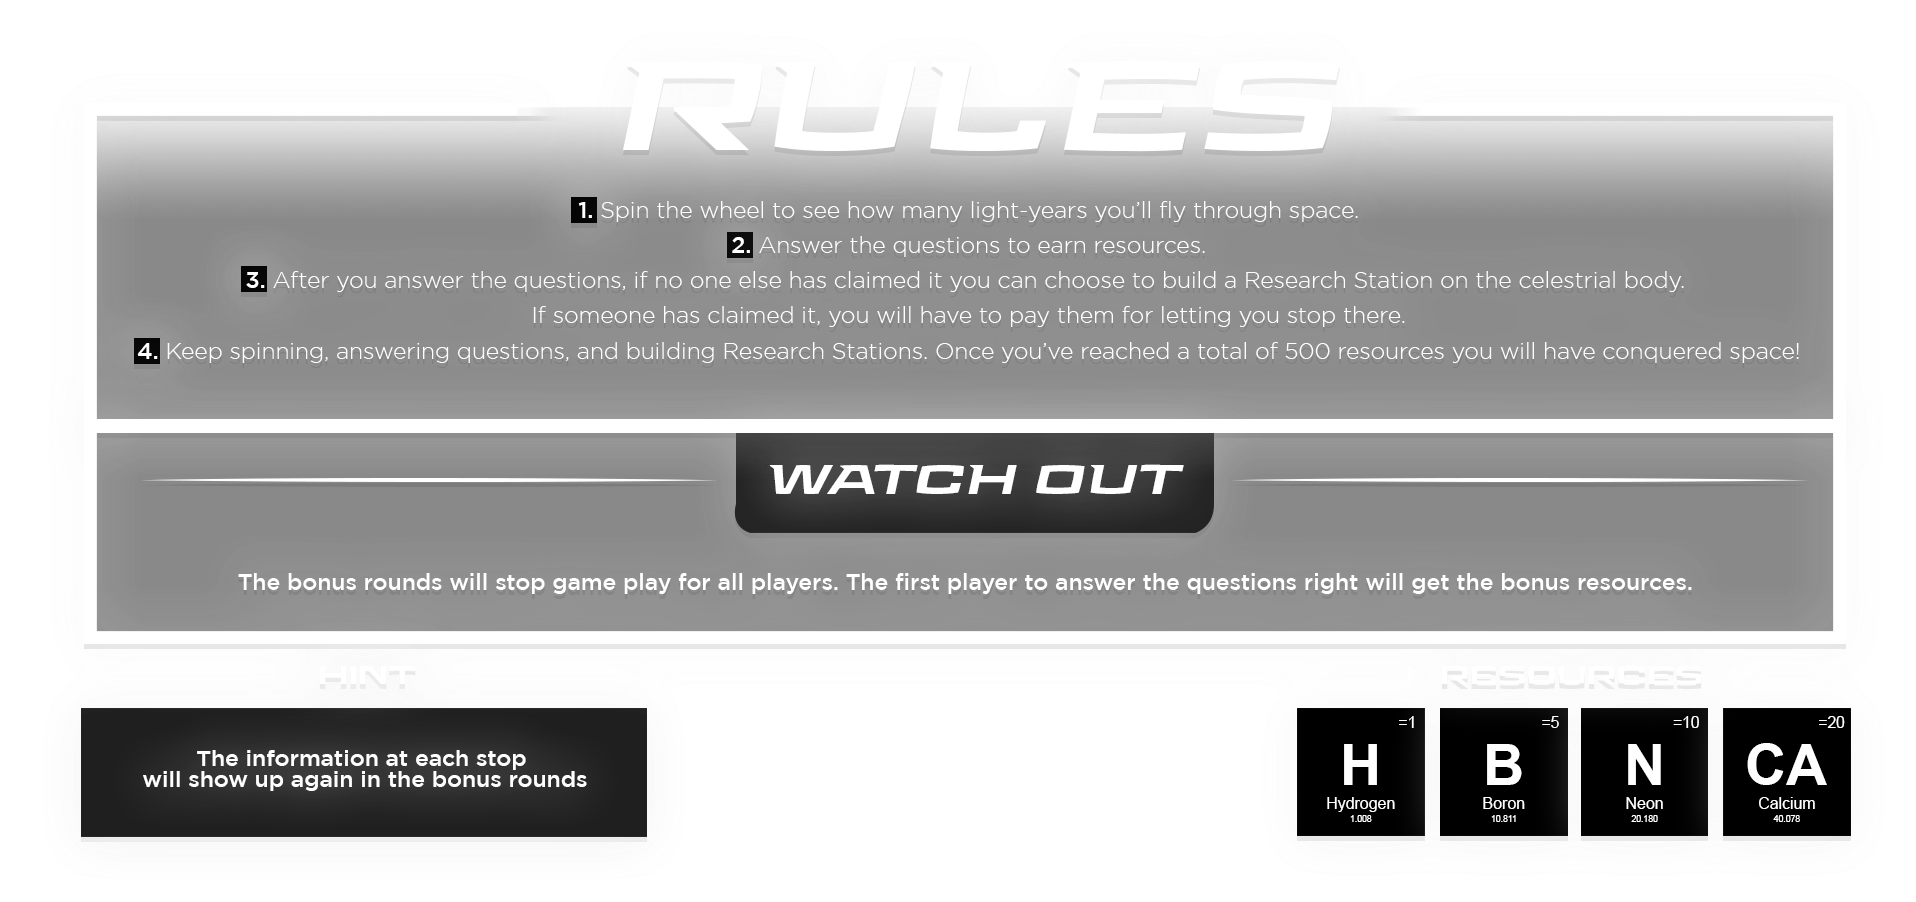 RULES
1. Spin the wheel to see how many light-years you’ll fly through space.
2. Answer the questions to earn resources.
3. After you answer the questions, if no one else has claimed it you can choose to build a Research Station on the celestrial body.
If someone has claimed it, you will have to pay them for letting you stop there.
4. Keep spinning, answering questions, and building Research Stations. Once you’ve reached a total of 500 resources you will have conquered space!
WATCH OUT
The bonus rounds will stop game play for all players. The first player to answer the questions right will get the bonus resources.
HINT
The information at each stop
will show up again in the bonus rounds
RESOURCES
=1
H
Hydrogen
1.008
=5
B
Boron
10.811
=10
N
Neon
20.180
=20
CA
Calcium
40.078